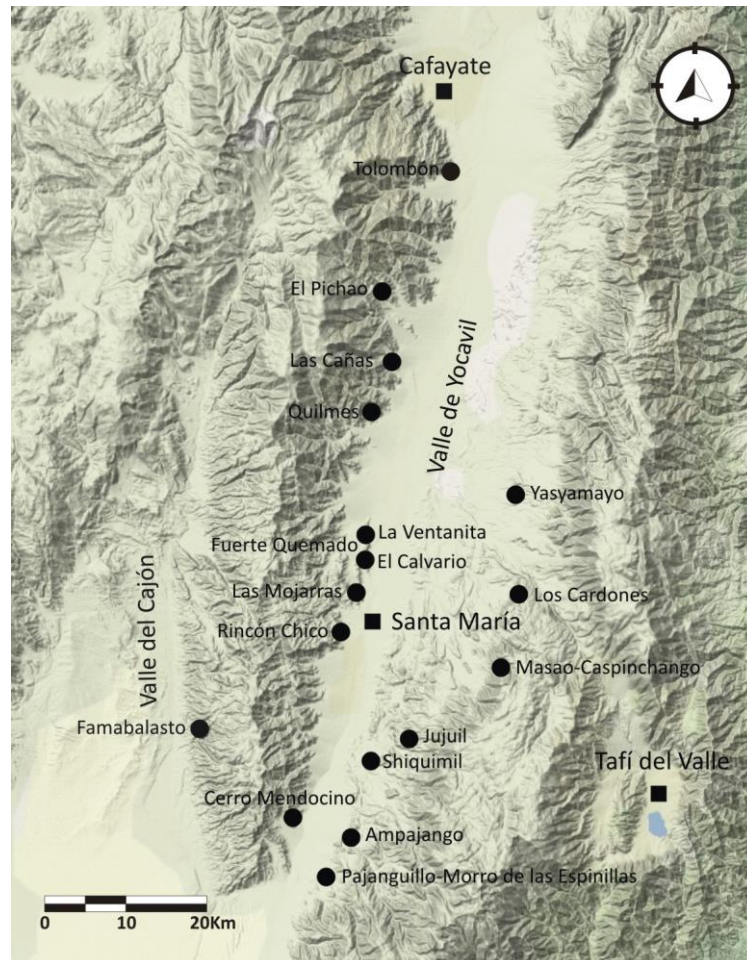 Cafayate
Tolombón
El Pichao
Las Cañas
Valle de Yocavil
Quilmes
Yasyamayo
La Ventanita
Fuerte Quemado
El Calvario
Las Mojarras
Los Cardones
Santa María
Rincón Chico
Valle del Cajón
Masao-Caspinchango
Famabalasto
Jujuil
Shiquimil
Tafí del Valle
Cerro Mendocino
Ampajango
Pajanguillo-Morro de las Espinillas
0 10 20Km